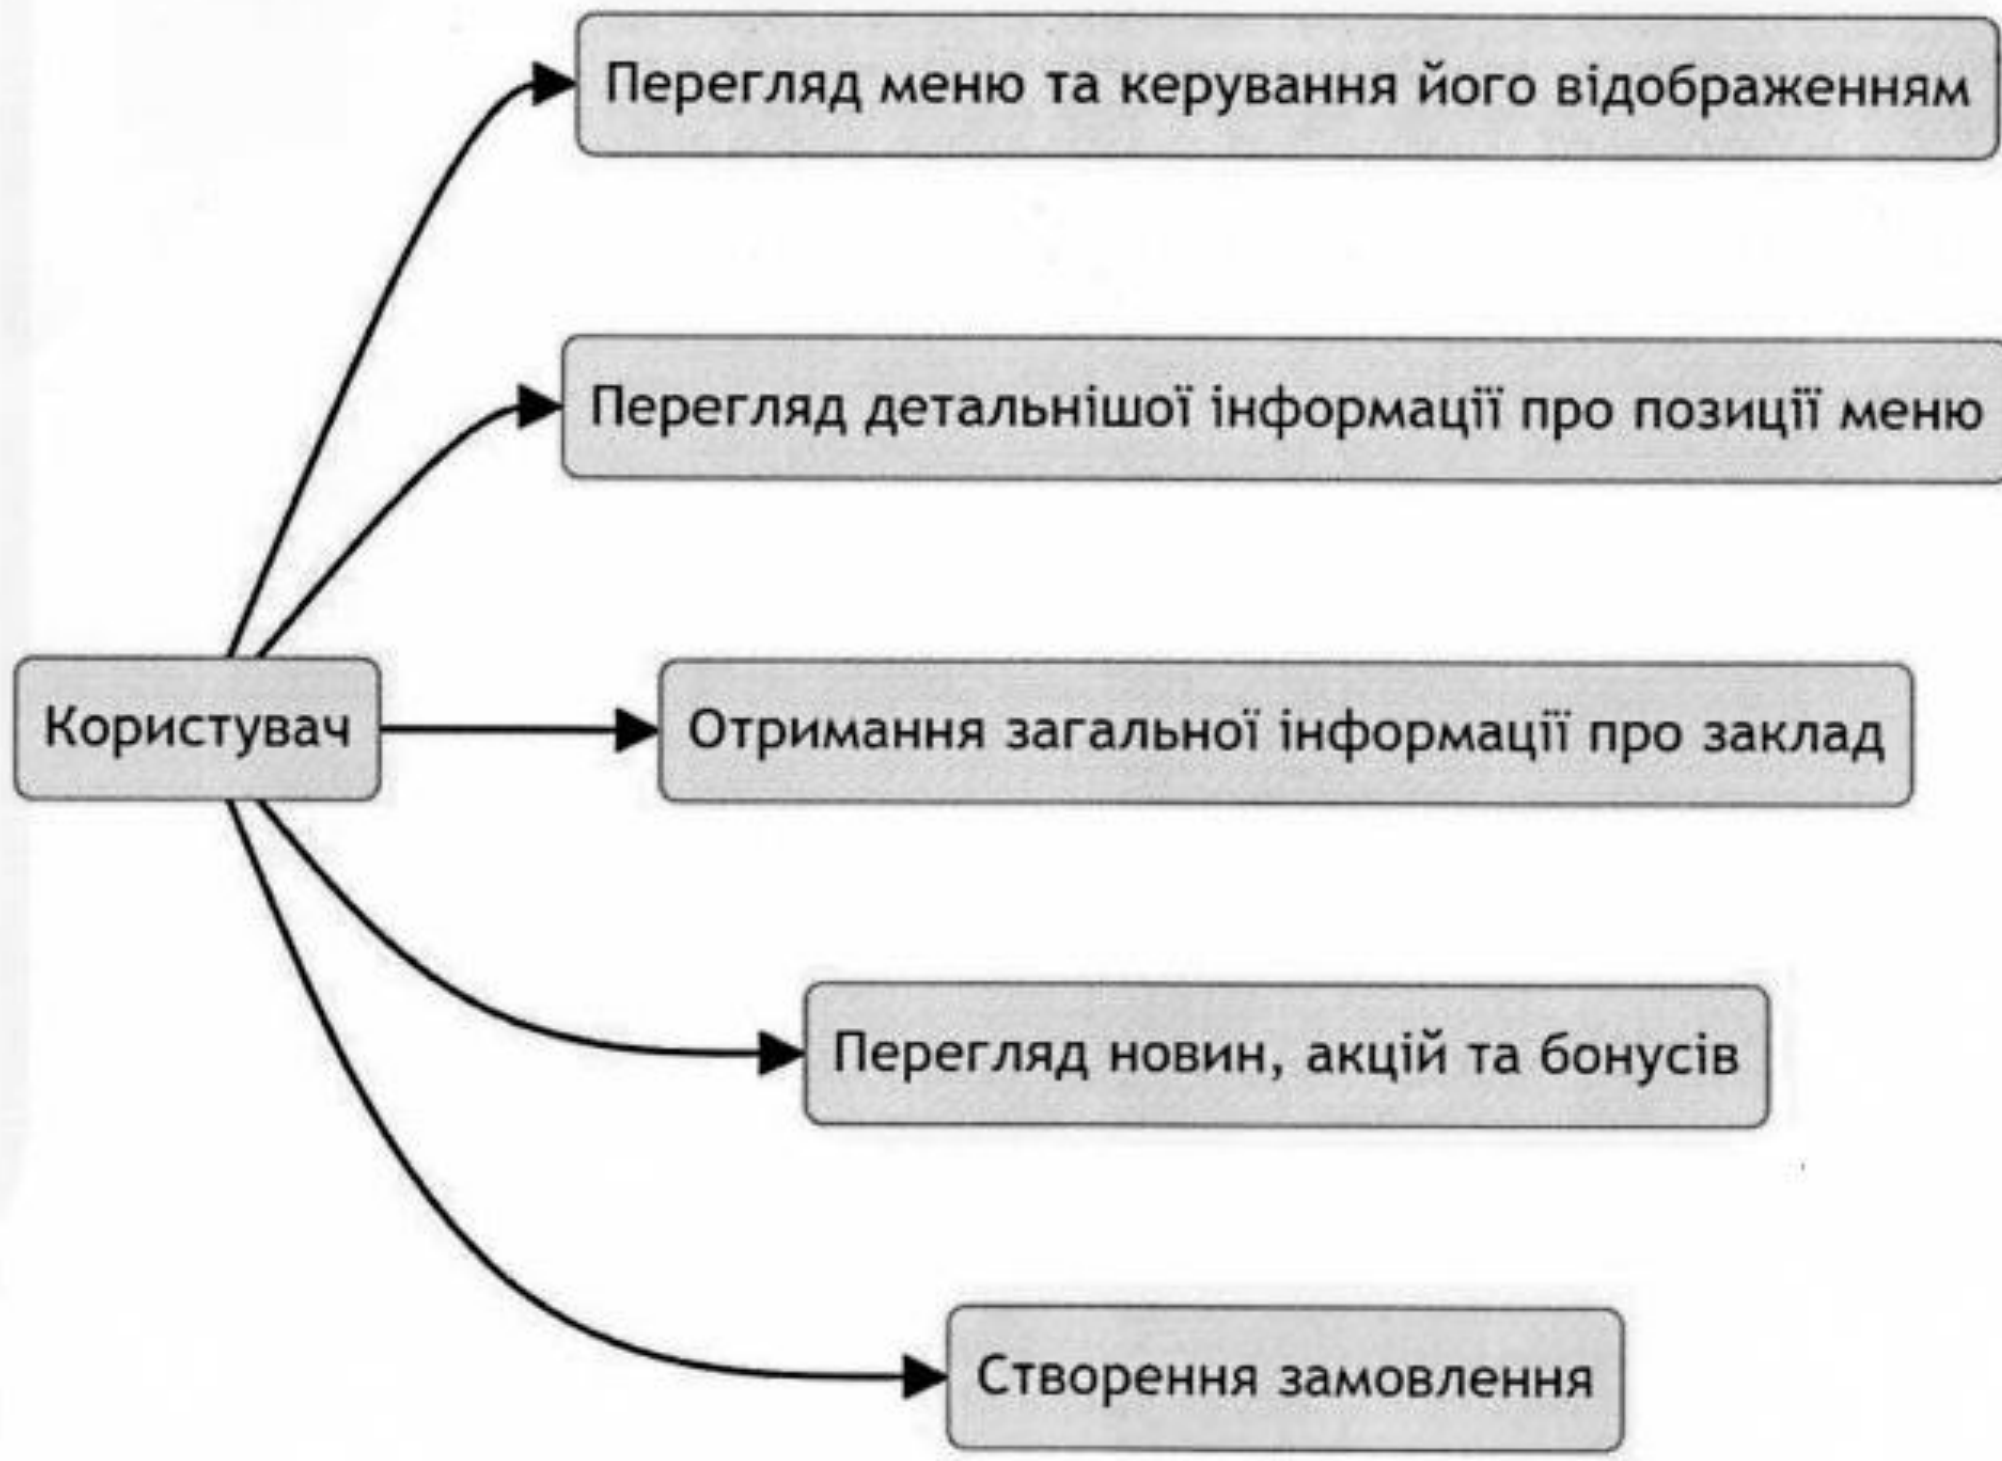 Перегляд меню та керування його відображенням
Перегляд детальнішої інформації про позиції меню
Користувач
Отримання загальної інформації про заклад
Перегляд новин, акцій та бонусів
Створення замовлення